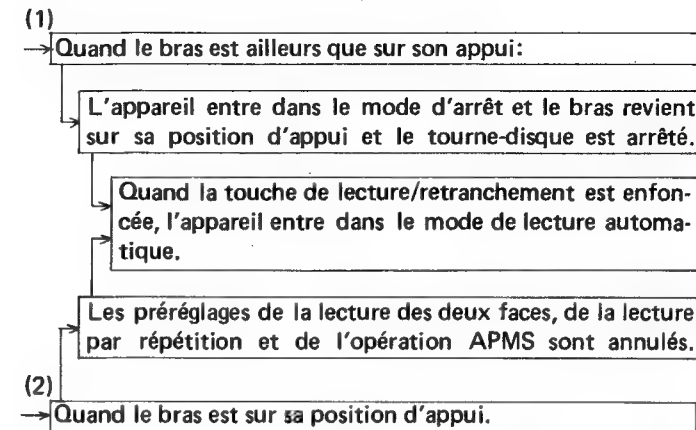 (1)
Quand le bras est ailleurs que sur son appui:
L'appareil entre dans le mode d'arrêt et le bras revient
sur sa position d'appui et le tourne-disque est arrêté.
Quand la touche de lecture/retranchement est enfon-
cée, l'appareil entre dans le mode de lecture automa-
tique.
Les préréglages de la lecture des deux faces, de la lecture
par répétition et de l'opération APMS sont annulés.
(2)
Quand le bras est sur sa position d'appui.